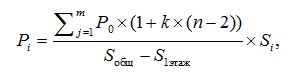 P_i = \frac{\sum_{j=1}^{m} P_0 \times (1 + k \times (n - 2))}{S_{общ} - S_{1этаж}} \times S_i,